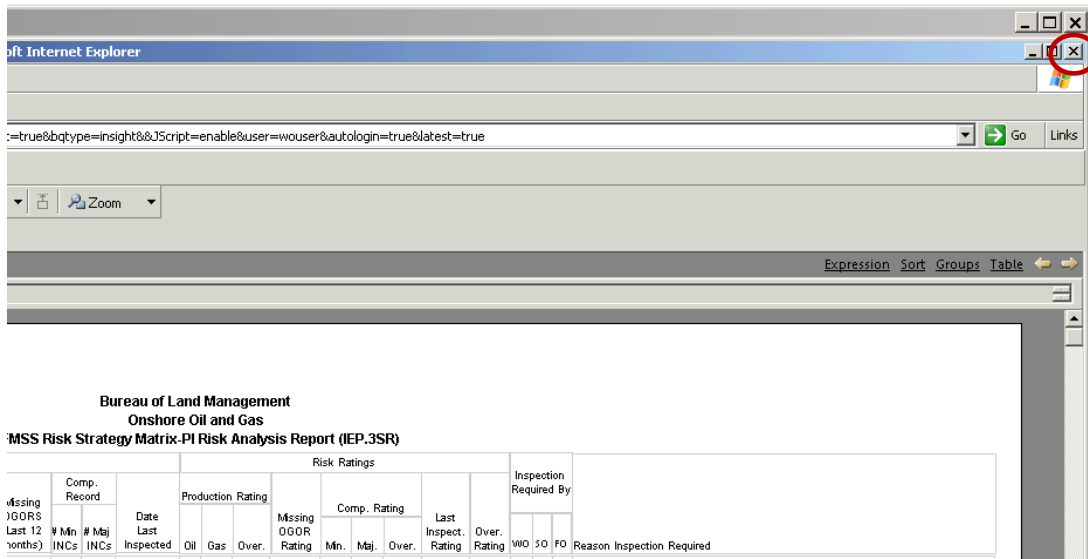 oft Internet Explorer
:=true&bqtype=insight&&JScript=enable&user=wouser&autologin=true&latest=true
Go Links
Zoom
Expression Sort Groups Table
Bureau of Land Management
Onshore Oil and Gas
FMSS Risk Strategy Matrix-PI Risk Analysis Report (IEP.3SR)
Risk Ratings
Missing OGORS Last 12 months)
Comp. Record
# Min INCs
# Maj INCs
Date Last Inspected
Production Rating
Oil Gas Over.
Missing OGOR Rating
Comp. Rating
Min. Maj. Over.
Last Inspect. Rating
Over. Rating
Inspection Required By
WO SO FO
Reason Inspection Required